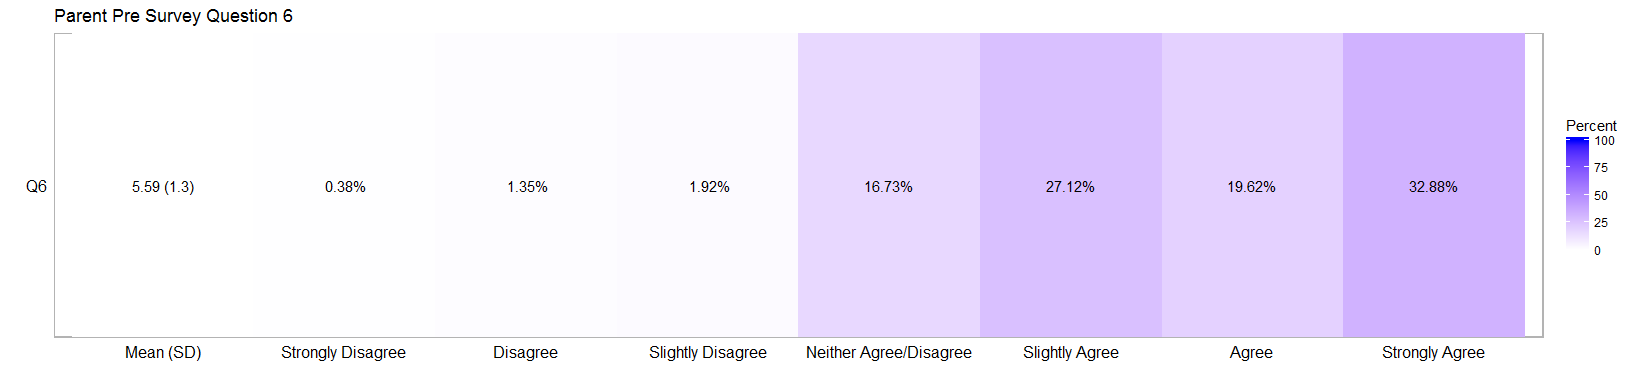 Parent Pre Survey Question 6
Q6
5.59 (1.3)
0.38%
1.35%
1.92%
16.73%
27.12%
19.62%
32.88%
Mean (SD)
Strongly Disagree
Disagree
Slightly Disagree
Neither Agree/Disagree
Slightly Agree
Agree
Strongly Agree
Percent
100
75
50
25
0